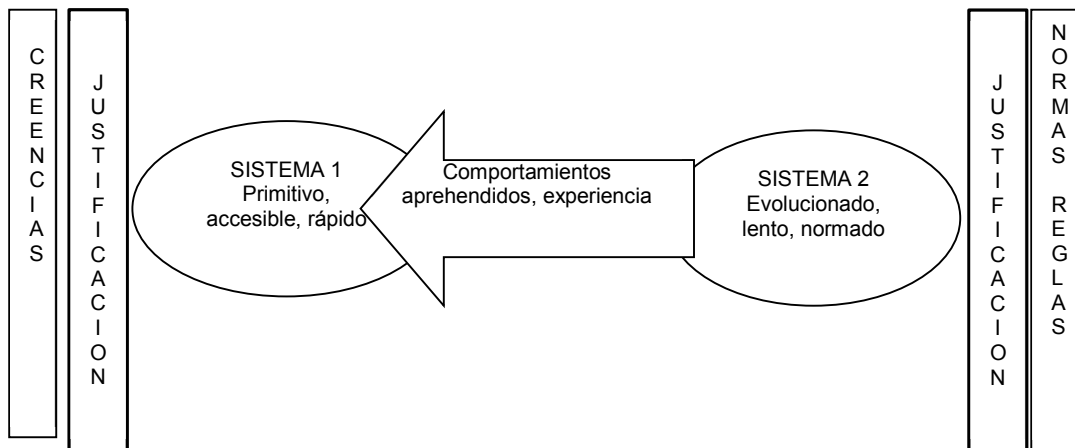 CREENCIAS
JUSTIFICACION
SISTEMA 1
Primitivo,
accesible, rápido
Comportamientos
aprehendidos, experiencia
SISTEMA 2
Evolucionado,
lento, normado
JUSTIFICACION
NORMAS REGLAS